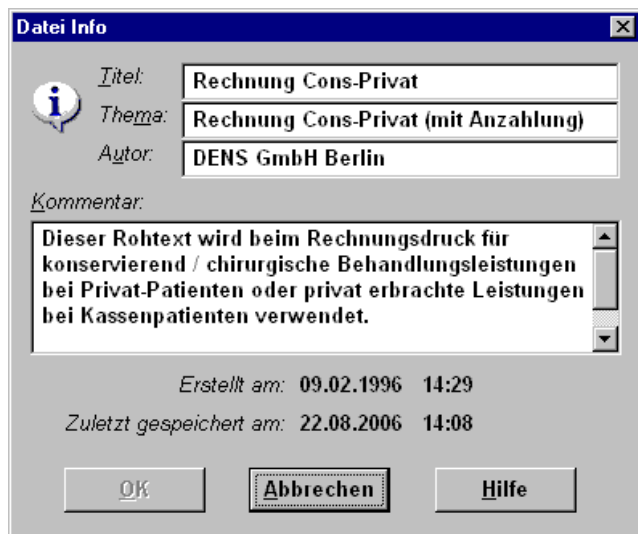 Datei Info
Titel: Rechnung Cons-Privat
Thema: Rechnung Cons-Privat (mit Anzahlung)
Autor: DENS GmbH Berlin
Kommentar:
Dieser Rohtext wird beim Rechnungsdruck für
konservierend / chirurgische Behandlungsleistungen
bei Privat-Patienten oder privat erbrachte Leistungen
bei Kassenpatienten verwendet.
Erstellt am: 09.02.1996 14:29
Zuletzt gespeichert am: 22.08.2006 14:08
OK Abbrechen Hilfe